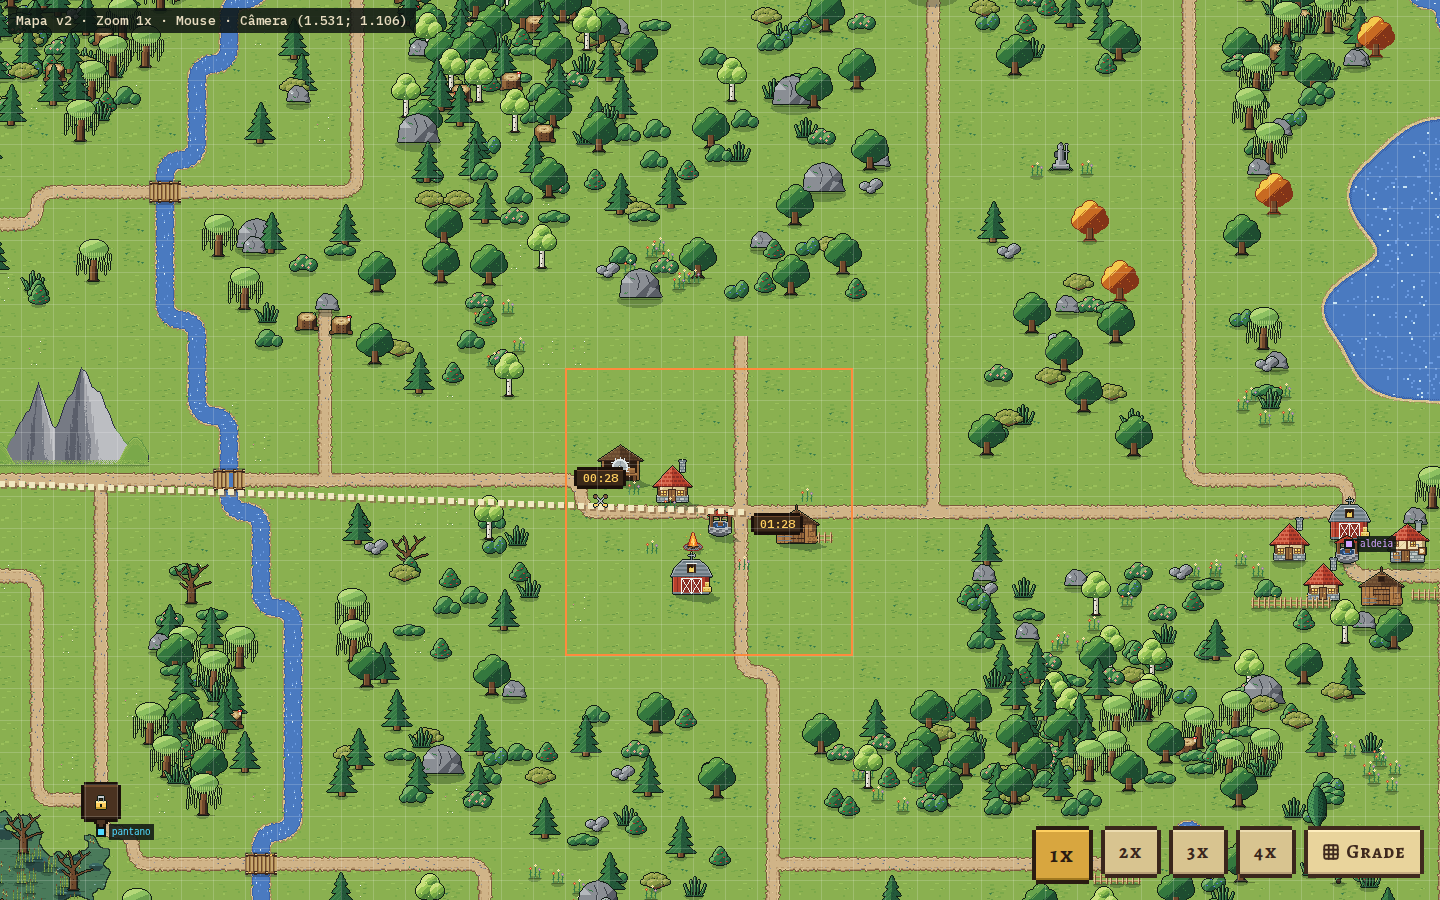 Mapa v2 · Zoom 1x · Mouse · Câmera (1.531; 1.106)
00:28
01:28
aldeia
pantano
1X
2X
3X
4X
Grade